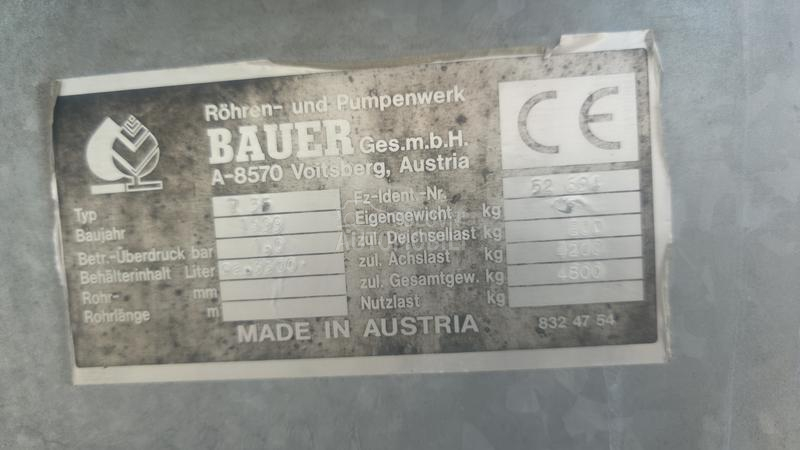 Röhren- und Pumpenwerk
BAUER Ges.m.b.H.
A-8570 Voitsberg, Austria
CE
Typ
Baujahr
Betr.-Überdruck bar
Behälterinhalt Liter
Rohr- mm
Rohrlänge m
Fz-Ident.-Nr.
Eigengewicht kg
zul. Deichsellast kg
zul. Achslast kg 4200
zul. Gesamtgew. kg 4800
Nutzlast kg
MADE IN AUSTRIA
832 47 54